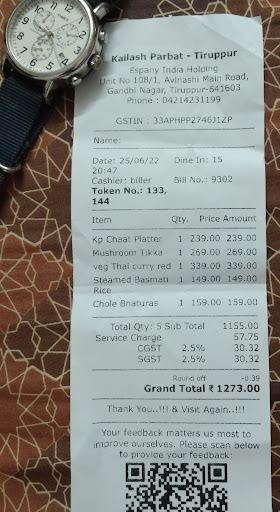 Kailash Parbat - Tiruppur
Espany India Holding
Unit No 108/1, Avinashi Main Road,
Gandhi Nagar, Tiruppur-641603
Phone : 04214231199
GSTIN : 33APHPP2746J1ZP
Name:
Date: 25/06/22 Dine In: 15
20:47
Cashier: biller Bill No.: 9302
Token No.: 133,
144
Item Qty. Price Amount
Kp Chaat Platter 1 239.00 239.00
Mushroom Tikka 1 269.00 269.00
veg Thai curry red 1 339.00 339.00
Steamed Basmati 1 149.00 149.00
Rice
Chole Bhaturas 1 159.00 159.00
Total Qty: 5 Sub Total 1155.00
Service Charge 57.75
CGST 2.5% 30.32
SGST 2.5% 30.32
Round off -0.39
Grand Total ₹ 1273.00
Thank You..!!! & Visit Again..!!!
Your feedback matters us most to
improve ourselves. Please scan below
to provide your feedback: